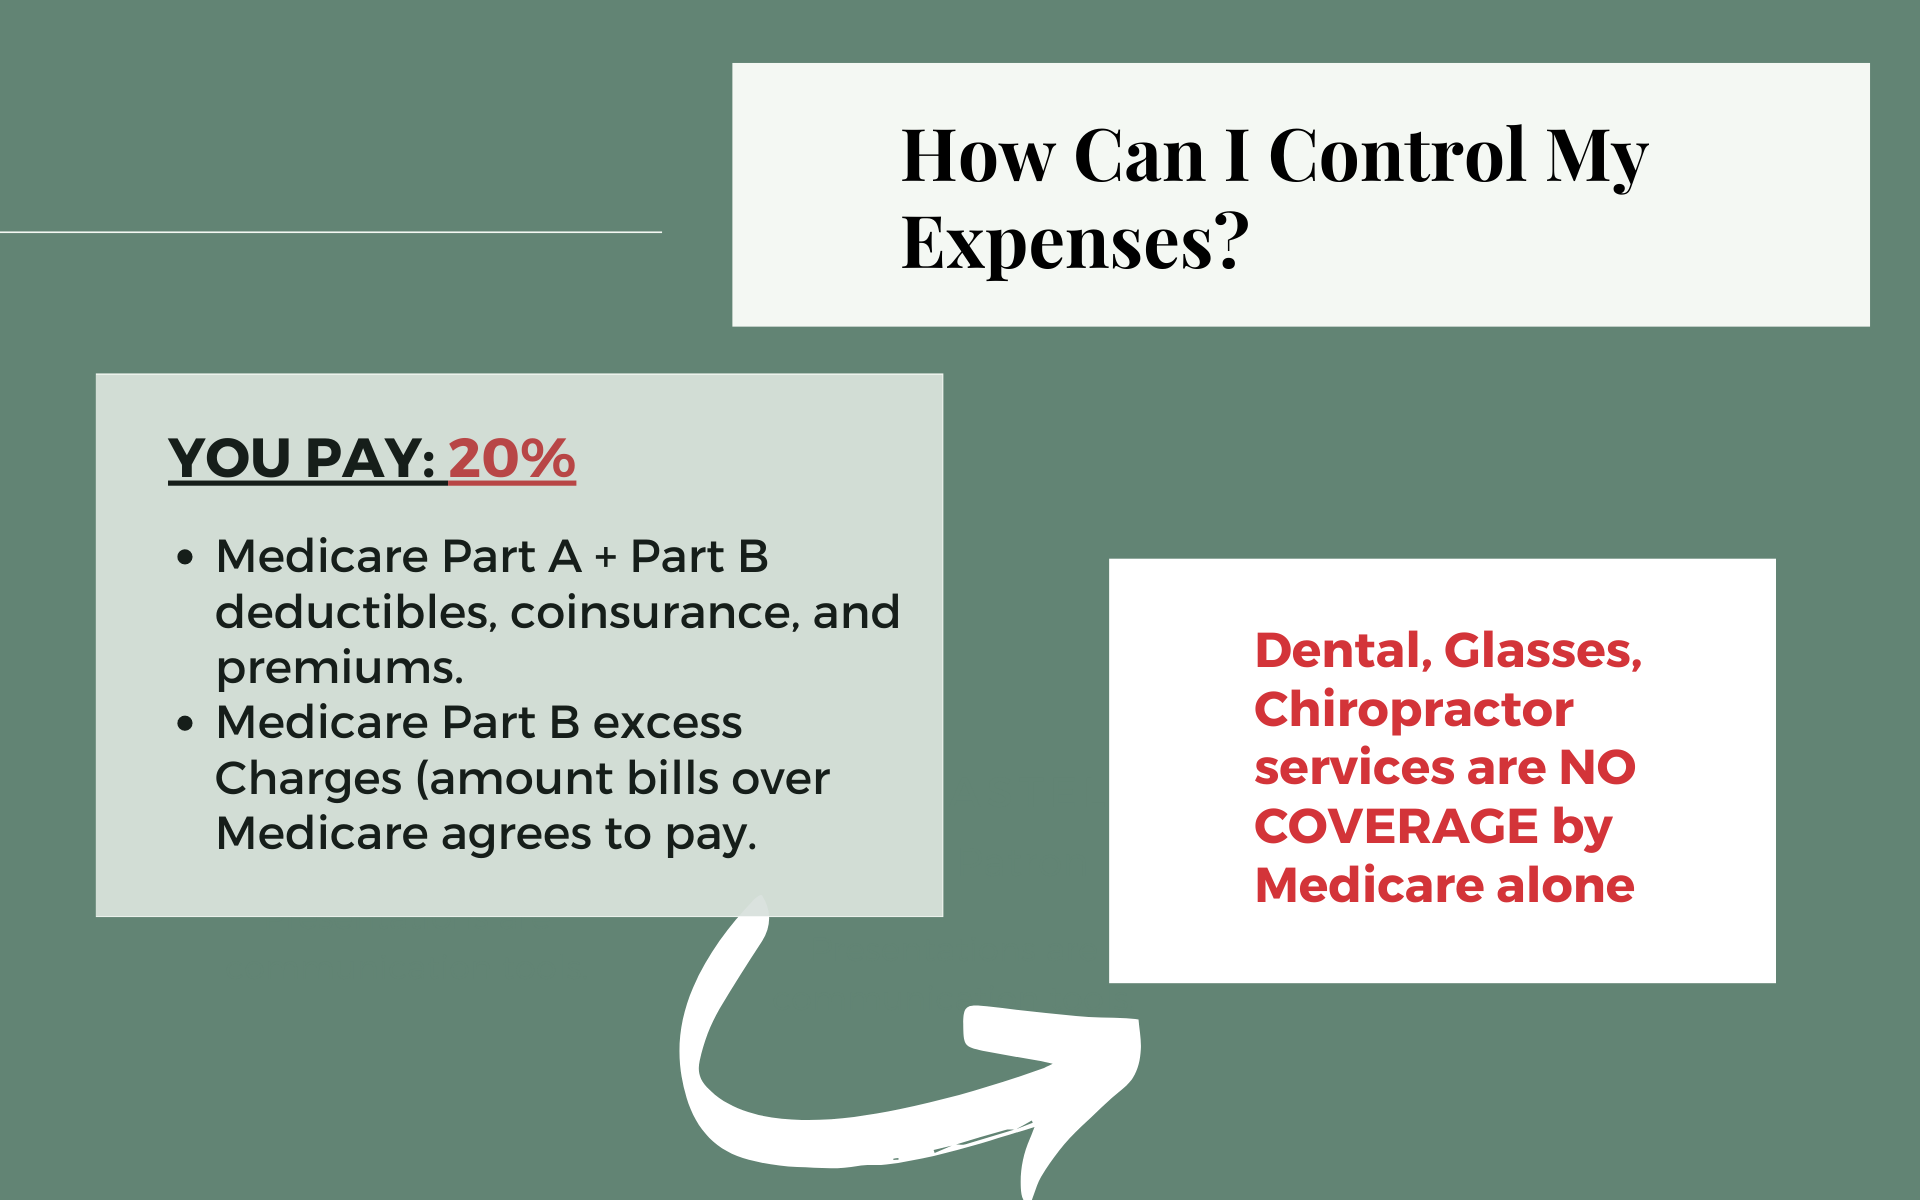 How Can I Control My
Expenses?
YOU PAY: 20%
• Medicare Part A + Part B
deductibles, coinsurance, and
premiums.
• Medicare Part B excess
Charges (amount bills over
Medicare agrees to pay.
Dental, Glasses,
Chiropractor
services are NO
COVERAGE by
Medicare alone